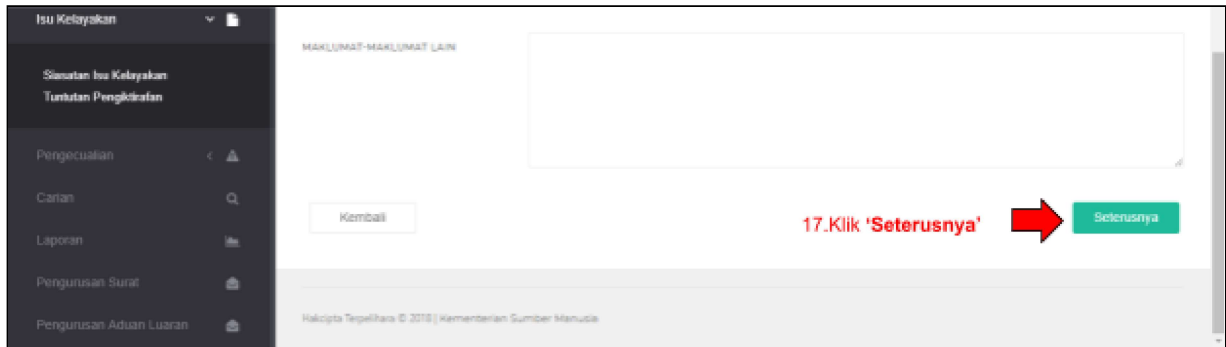 Isu Kelayakan
MAKLUMAT-MAKLUMAT LAIN
Siasatan Isu Kelayakan
Tuntutan Pengiktirafan
Pengecualian
Carian
Laporan
Pengurusan Surat
Pengurusan Aduan Luaran
Kembali
17.Klik 'Seterusnya'
Seterusnya
Hakcipta Terpelihara © 2018 | Kementerian Sumber Manusia